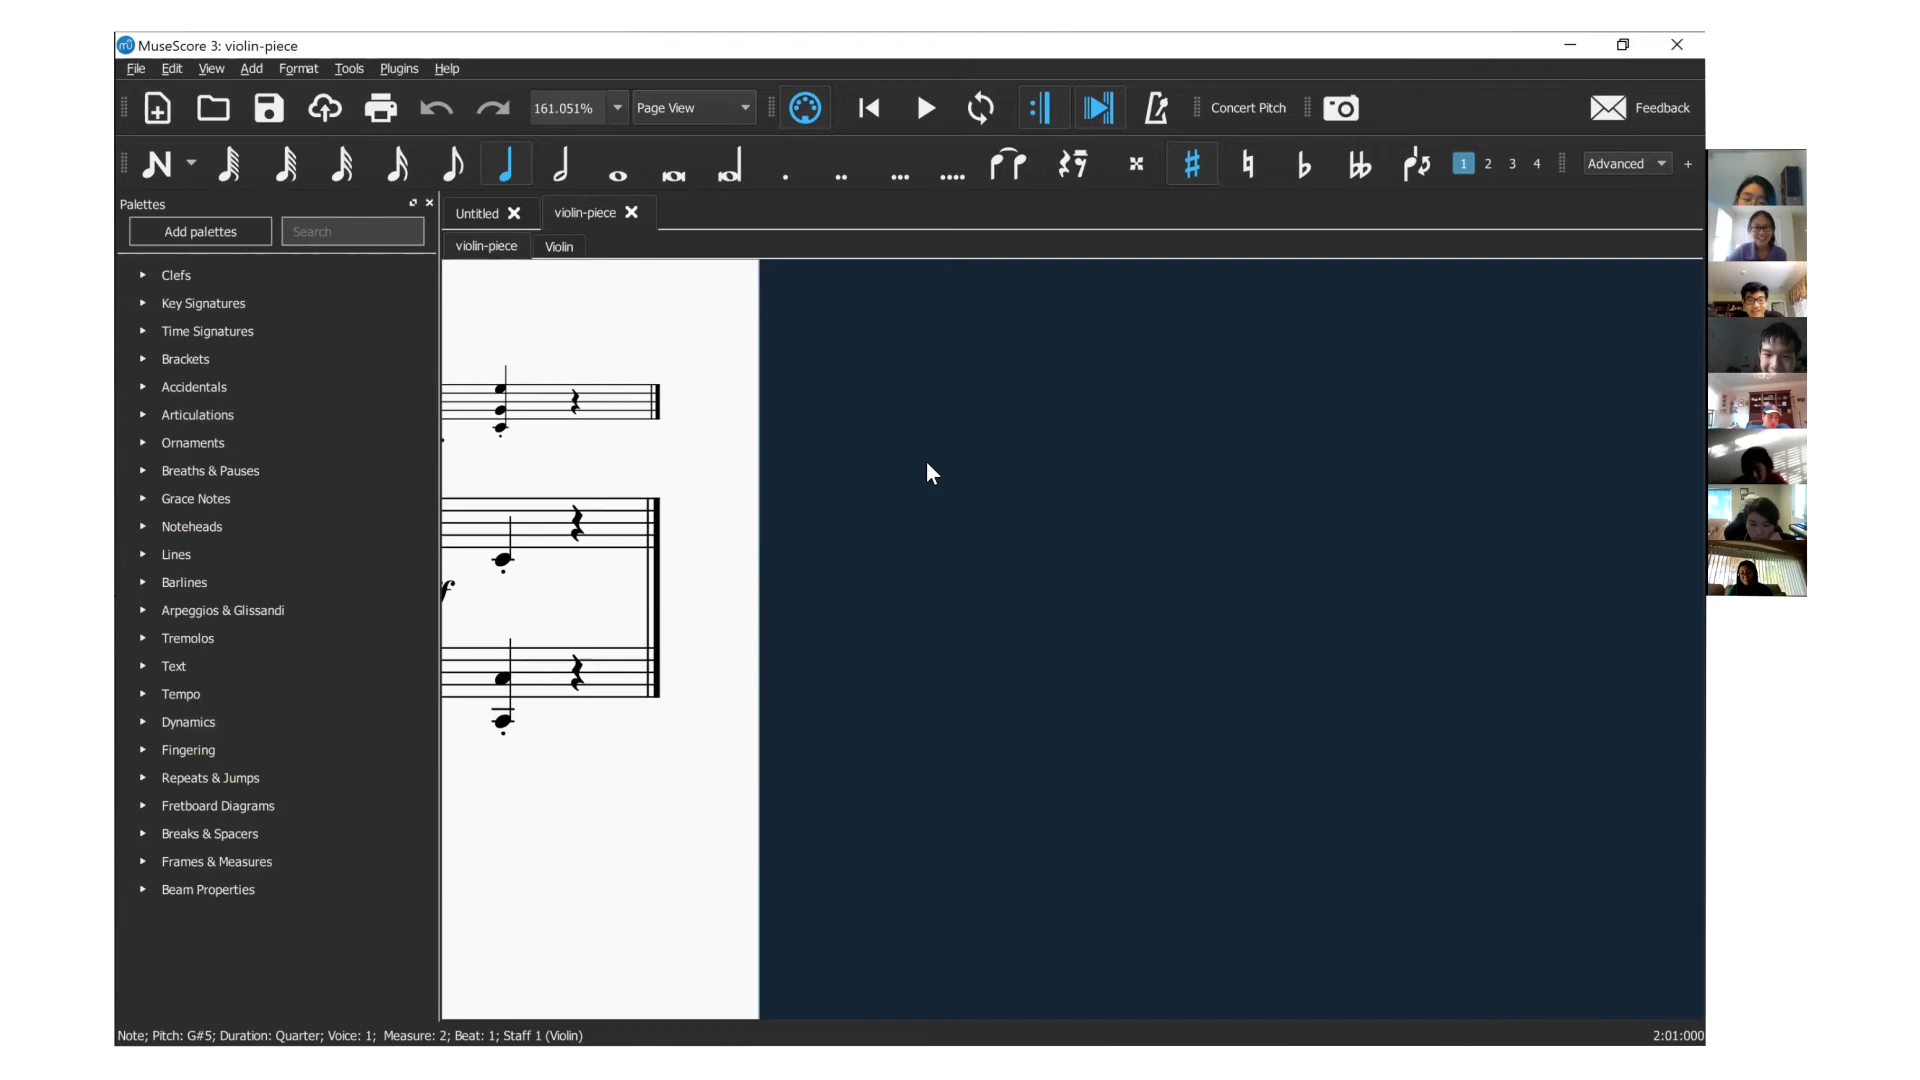 MuseScore 3: violin-piece
File Edit View Add Format Tools Plugins Help
161.051% Page View Concert Pitch Feedback
1 2 3 4 Advanced +
Palettes
Add palettes Search
Untitled violin-piece
violin-piece Violin
Clefs
Key Signatures
Time Signatures
Brackets
Accidentals
Articulations
Ornaments
Breaths & Pauses
Grace Notes
Noteheads
Lines
Barlines
Arpeggios & Glissandi
Tremolos
Text
Tempo
Dynamics
Fingering
Repeats & Jumps
Fretboard Diagrams
Breaks & Spacers
Frames & Measures
Beam Properties
f
Note; Pitch: G#5; Duration: Quarter; Voice: 1; Measure: 2; Beat: 1; Staff 1 (Violin) 2:01:000